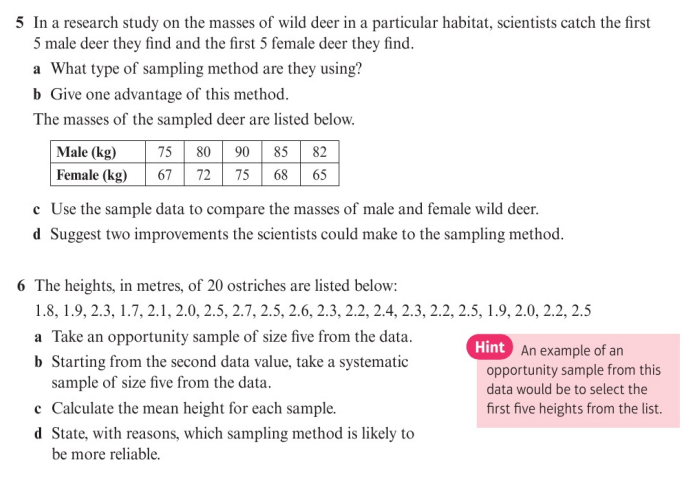 5 In a research study on the masses of wild deer in a particular habitat, scientists catch the first
5 male deer they find and the first 5 female deer they find.
a What type of sampling method are they using?
b Give one advantage of this method.
The masses of the sampled deer are listed below.
Male (kg) 75 80 90 85 82
Female (kg) 67 72 75 68 65
c Use the sample data to compare the masses of male and female wild deer.
d Suggest two improvements the scientists could make to the sampling method.
6 The heights, in metres, of 20 ostriches are listed below:
1.8, 1.9, 2.3, 1.7, 2.1, 2.0, 2.5, 2.7, 2.5, 2.6, 2.3, 2.2, 2.4, 2.3, 2.2, 2.5, 1.9, 2.0, 2.2, 2.5
a Take an opportunity sample of size five from the data.
b Starting from the second data value, take a systematic
sample of size five from the data.
c Calculate the mean height for each sample.
d State, with reasons, which sampling method is likely to
be more reliable.
Hint An example of an
opportunity sample from this
data would be to select the
first five heights from the list.